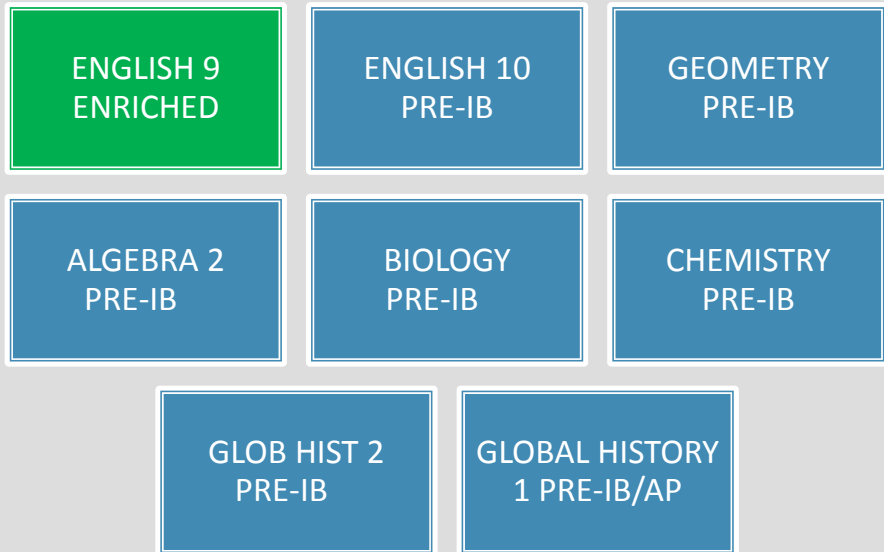 ENGLISH 9
ENRICHED
ENGLISH 10
PRE-IB
GEOMETRY
PRE-IB
ALGEBRA 2
PRE-IB
BIOLOGY
PRE-IB
CHEMISTRY
PRE-IB
GLOB HIST 2
PRE-IB
GLOBAL HISTORY
1 PRE-IB/AP